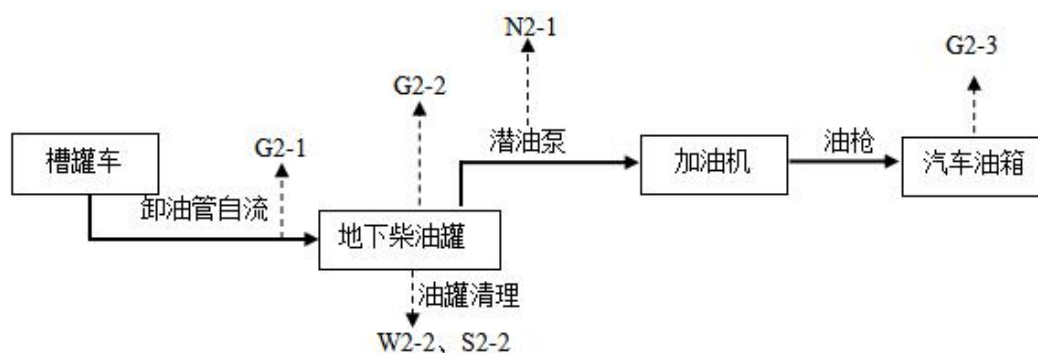 N2-1
G2-3
G2-2
潜油泵
油枪
槽罐车
G2-1
加油机
汽车油箱
卸油管自流
地下柴油罐
油罐清理
W2-2、S2-2